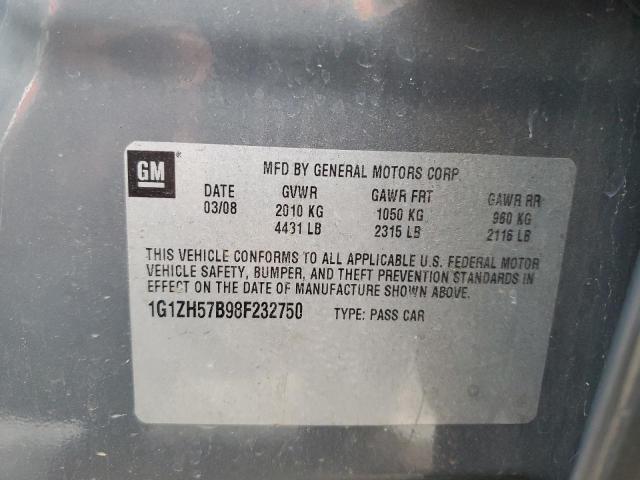 GM
MFD BY GENERAL MOTORS CORP
DATE GVWR GAWR FRT GAWR RR
03/08 2010 KG 1050 KG 960 KG
4431 LB 2315 LB 2116 LB
THIS VEHICLE CONFORMS TO ALL APPLICABLE U.S. FEDERAL MOTOR
VEHICLE SAFETY, BUMPER, AND THEFT PREVENTION STANDARDS IN
EFFECT ON THE DATE OF MANUFACTURE SHOWN ABOVE.
1G1ZH57B98F232750 TYPE: PASS CAR